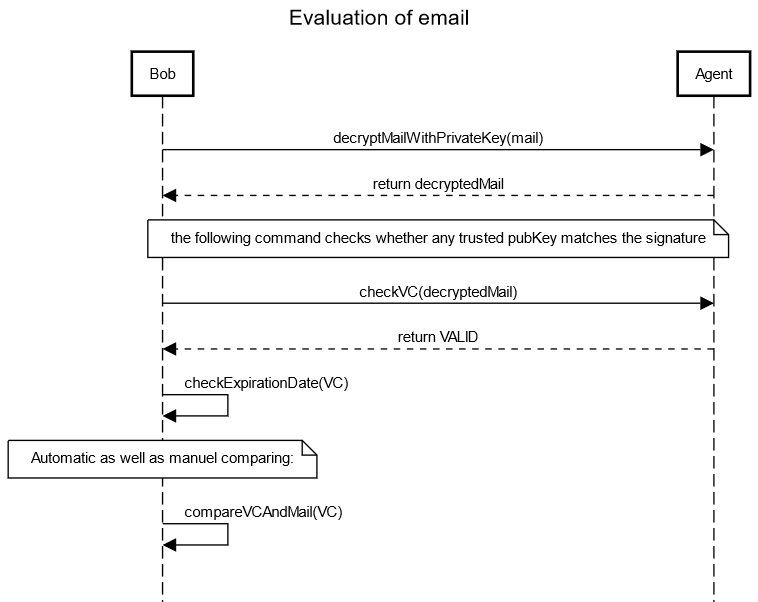 Evaluation of email
Bob
Agent
decryptMailWithPrivateKey(mail)
return decryptedMail
the following command checks whether any trusted pubKey matches the signature
checkVC(decryptedMail)
return VALID
checkExpirationDate(VC)
Automatic as well as manuel comparing:
compareVCAndMail(VC)